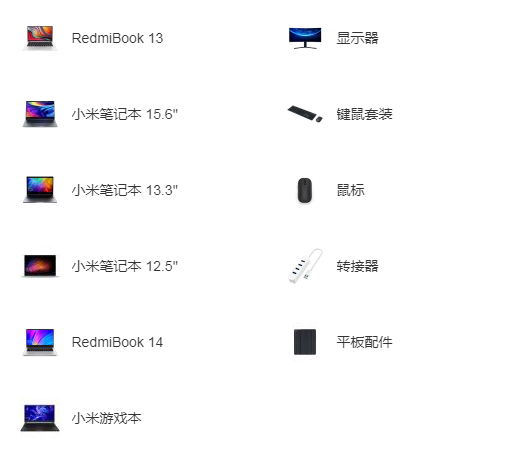 RedmiBook 13
小米笔记本 15.6"
小米笔记本 13.3"
小米笔记本 12.5"
RedmiBook 14
小米游戏本
显示器
键鼠套装
鼠标
转接器
平板配件